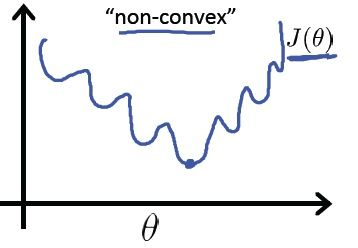 “non-convex”
J(θ)
θ